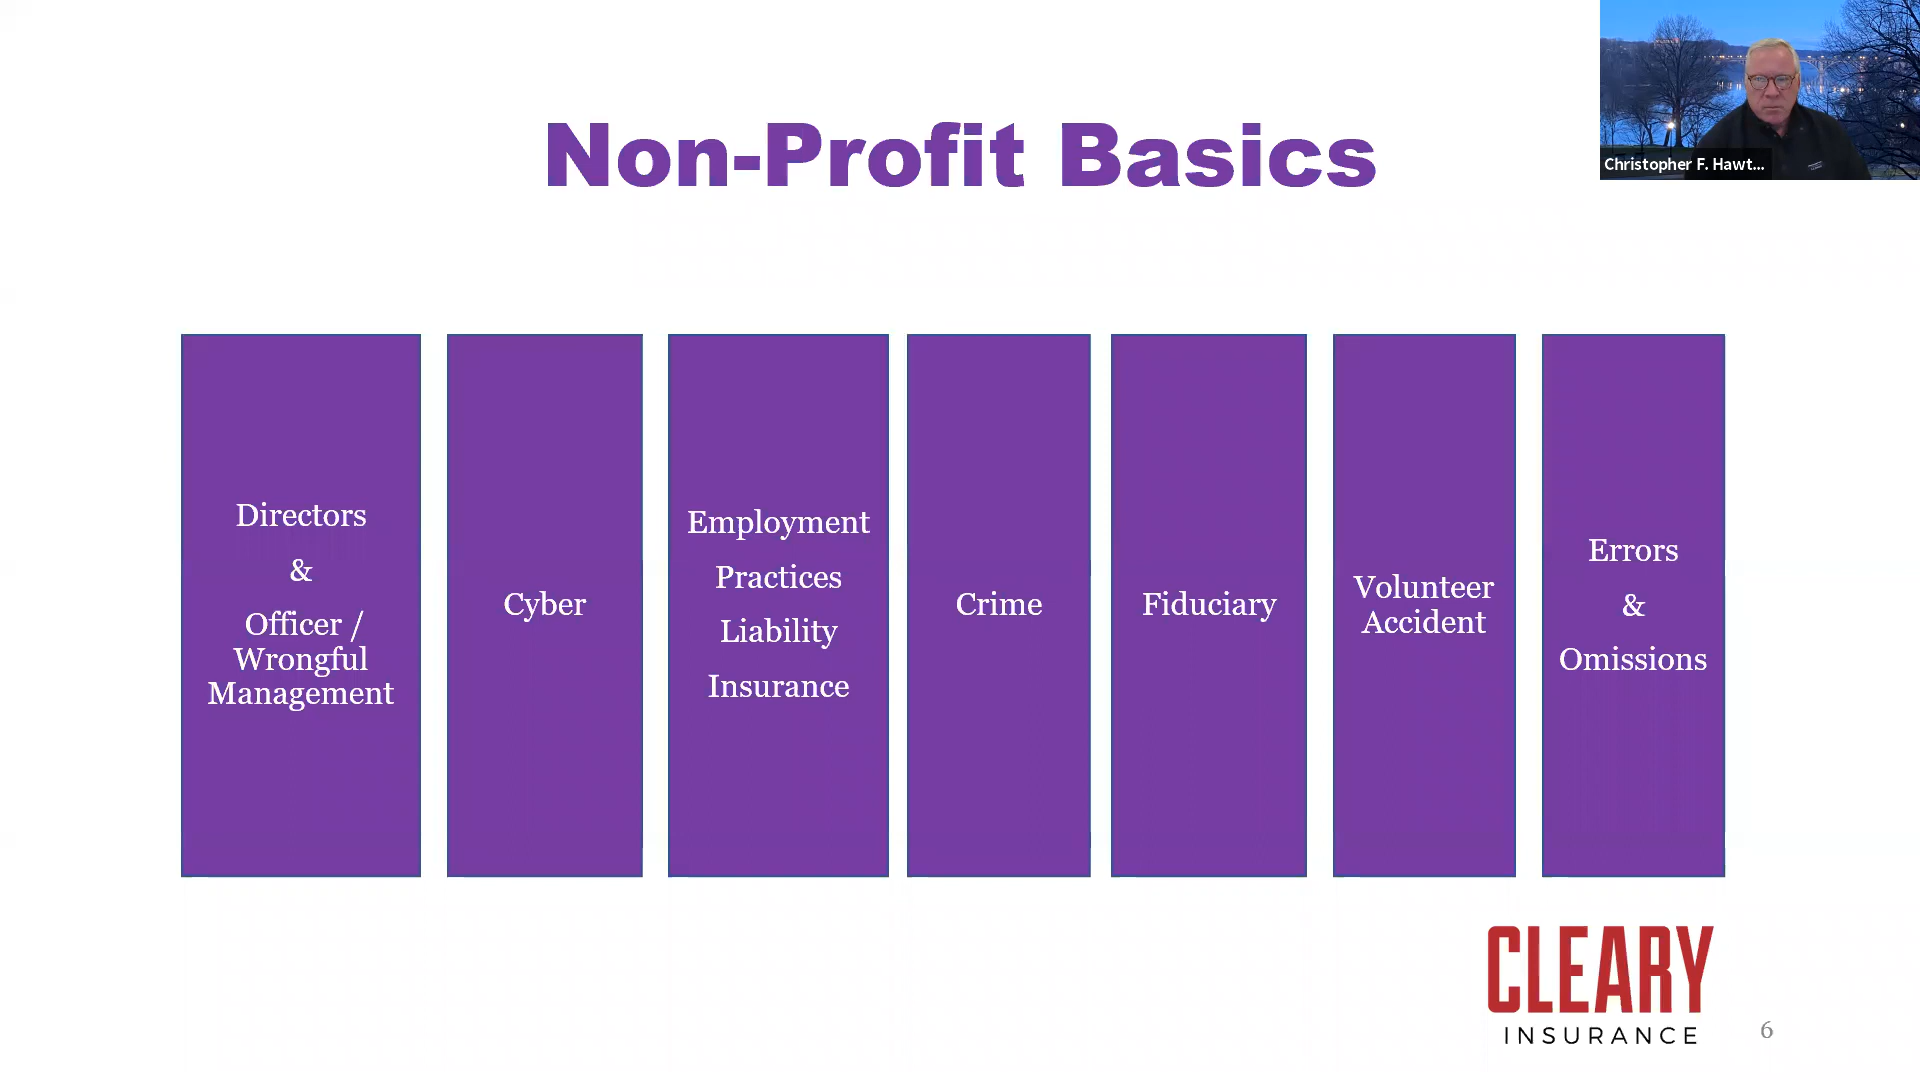 Non-Profit Basics
Christopher F. Hawt...
Directors
&
Officer /
Wrongful
Management
Cyber
Employment
Practices
Liability
Insurance
Crime
Fiduciary
Volunteer
Accident
Errors
&
Omissions
CLEARY
INSURANCE
6